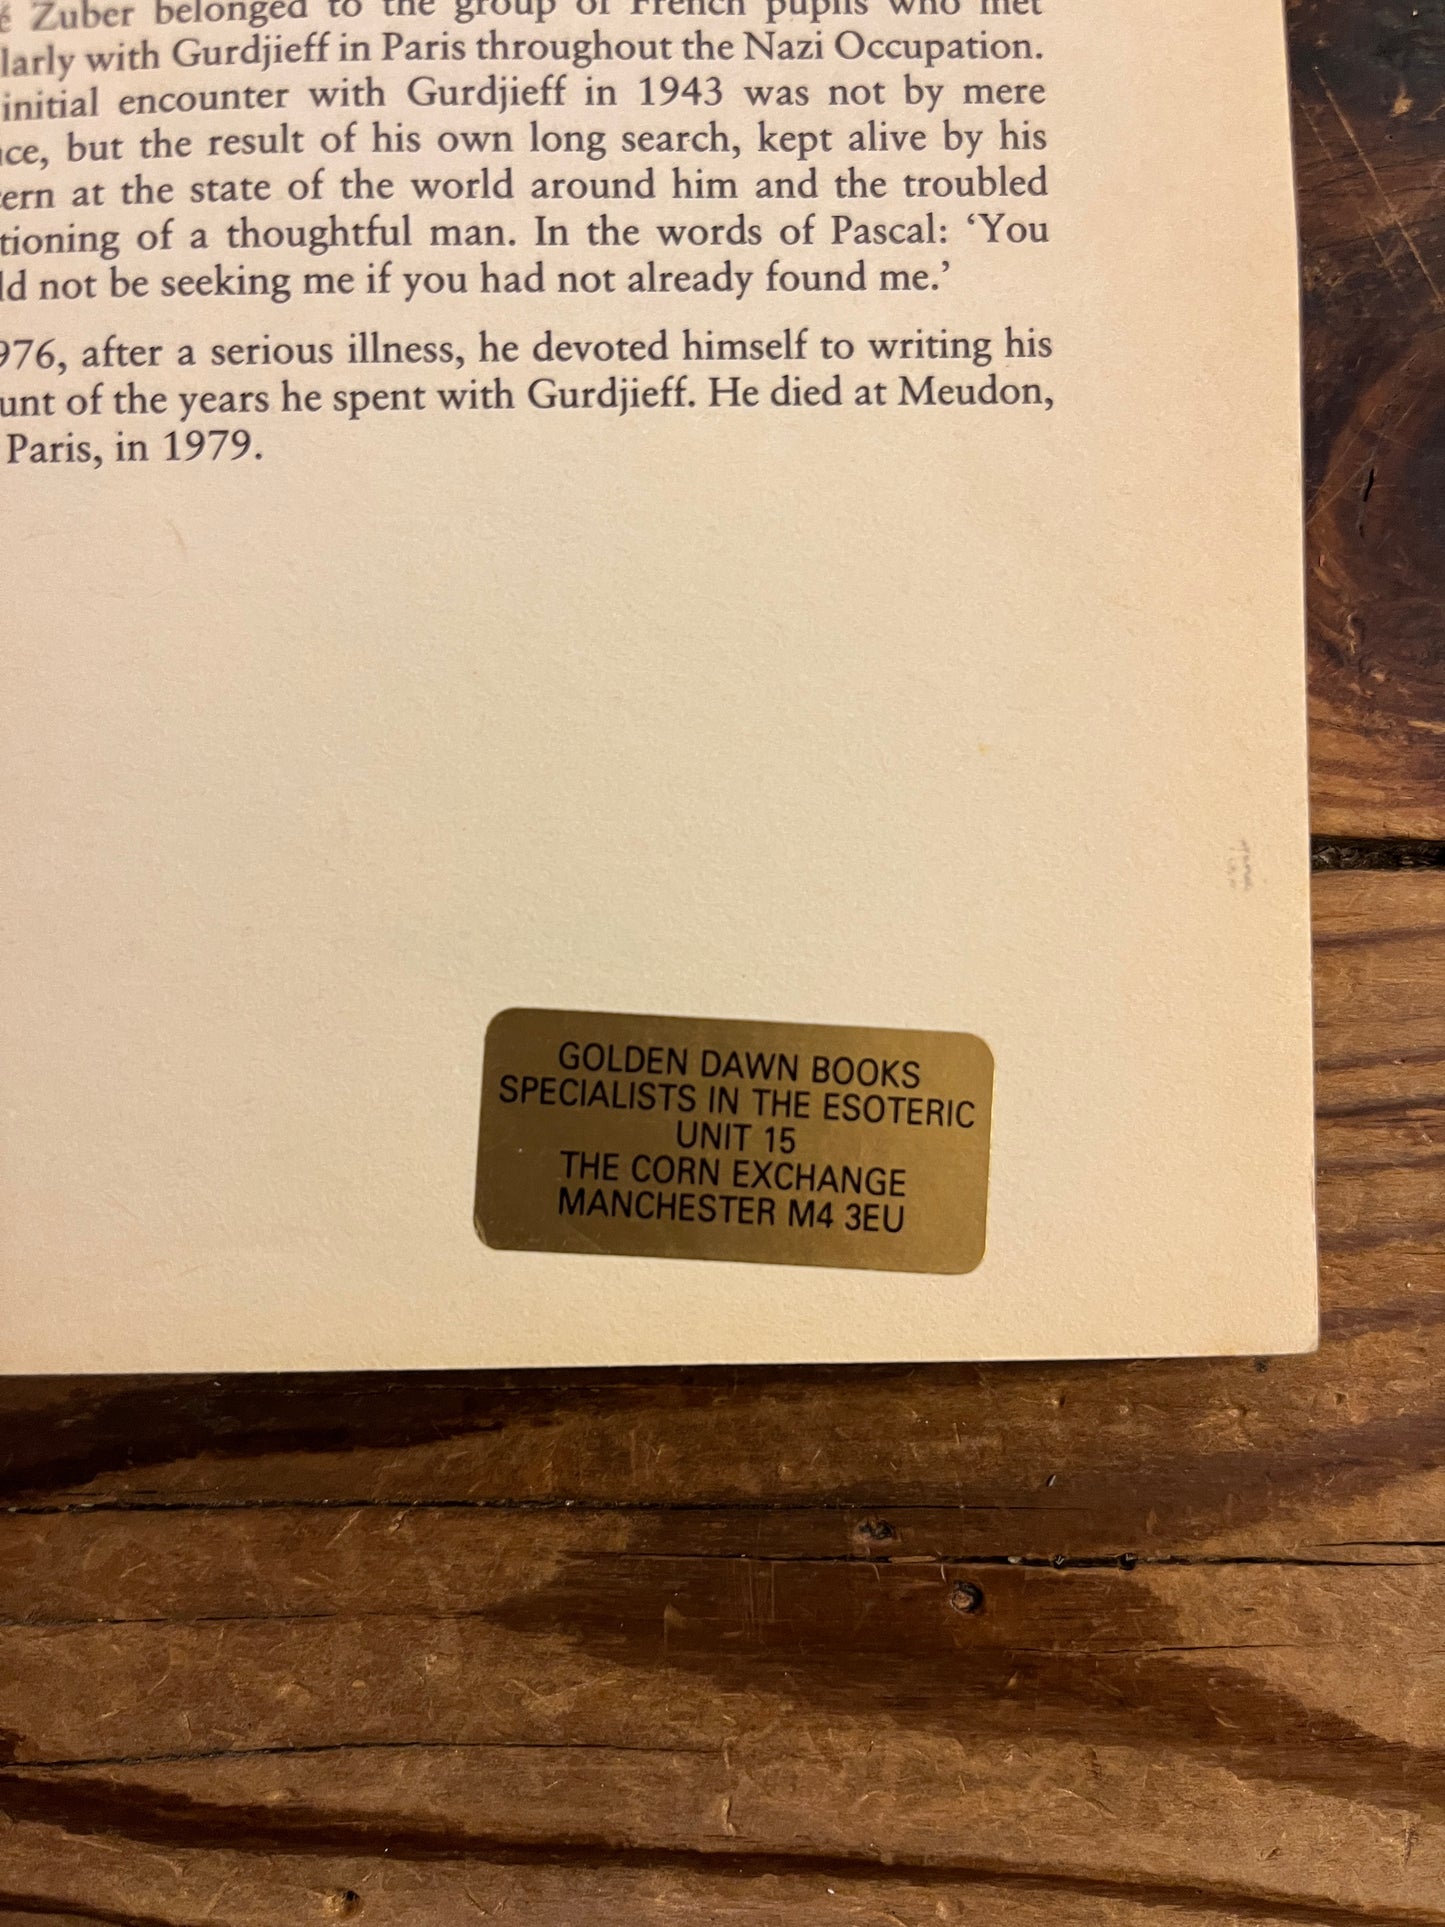 é Zuber belonged to the group of French pupils who met
larly with Gurdjieff in Paris throughout the Nazi Occupation.
initial encounter with Gurdjieff in 1943 was not by mere
nce, but the result of his own long search, kept alive by his
ern at the state of the world around him and the troubled
tioning of a thoughtful man. In the words of Pascal: ‘You
ld not be seeking me if you had not already found me.’
976, after a serious illness, he devoted himself to writing his
unt of the years he spent with Gurdjieff. He died at Meudon,
Paris, in 1979.
GOLDEN DAWN BOOKS
SPECIALISTS IN THE ESOTERIC
UNIT 15
THE CORN EXCHANGE
MANCHESTER M4 3EU